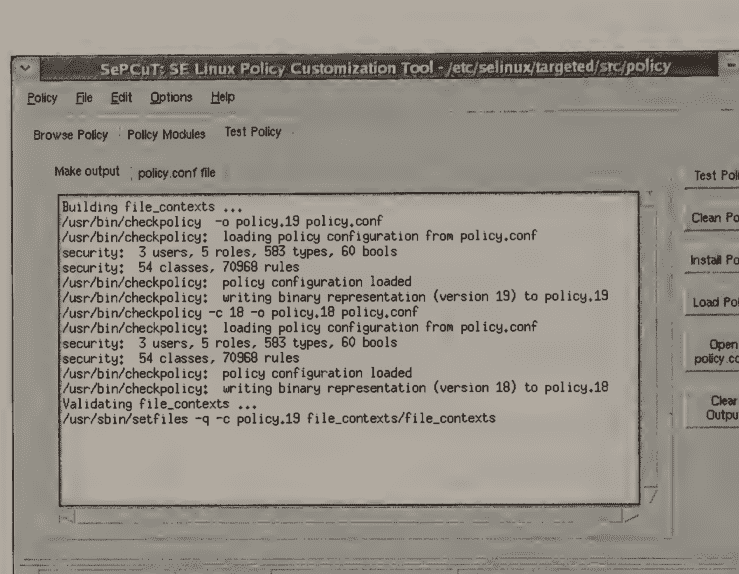 SePCuT: SE Linux Policy Customization Tool - /etc/selinux/targeted/src/policy
Policy File Edit Options Help
Browse Policy Policy Modules Test Policy
Make output policy.conf file
Building file_contexts ...
/usr/bin/checkpolicy -o policy.19 policy.conf
/usr/bin/checkpolicy: loading policy configuration from policy.conf
security: 3 users, 5 roles, 583 types, 60 bools
security: 54 classes, 70968 rules
/usr/bin/checkpolicy: policy configuration loaded
/usr/bin/checkpolicy: writing binary representation (version 19) to policy.19
/usr/bin/checkpolicy -c 18 -o policy.18 policy.conf
/usr/bin/checkpolicy: loading policy configuration from policy.conf
security: 3 users, 5 roles, 583 types, 60 bools
security: 54 classes, 70968 rules
/usr/bin/checkpolicy: policy configuration loaded
/usr/bin/checkpolicy: writing binary representation (version 18) to policy.18
Validating file_contexts ...
/usr/sbin/setfiles -q -c policy.19 file_contexts/file_contexts
Test Poli
Clean Po
Install Po
Load Poli
Open
policy.co
Clear
Outpu